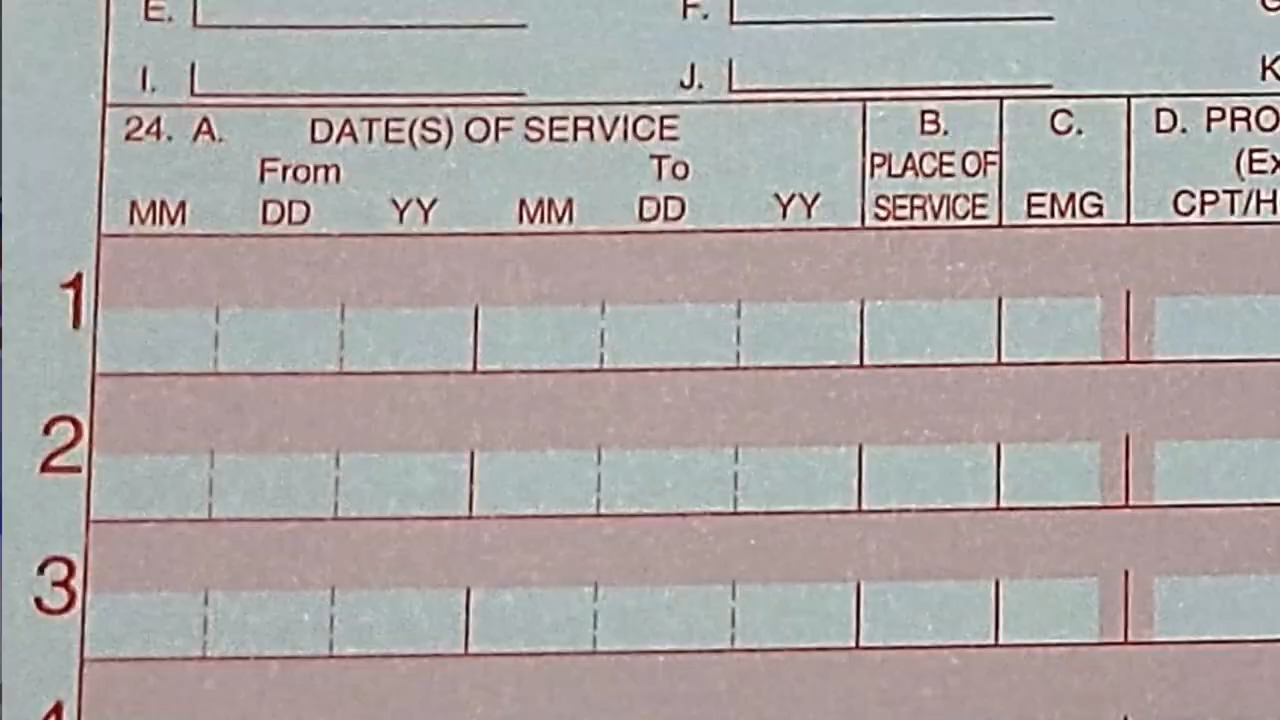 E. F.
I. J. K
24. A. DATE(S) OF SERVICE B. C. D. PRO
From To PLACE OF (Ex
MM DD YY MM DD YY SERVICE EMG CPT/H
1
2
3